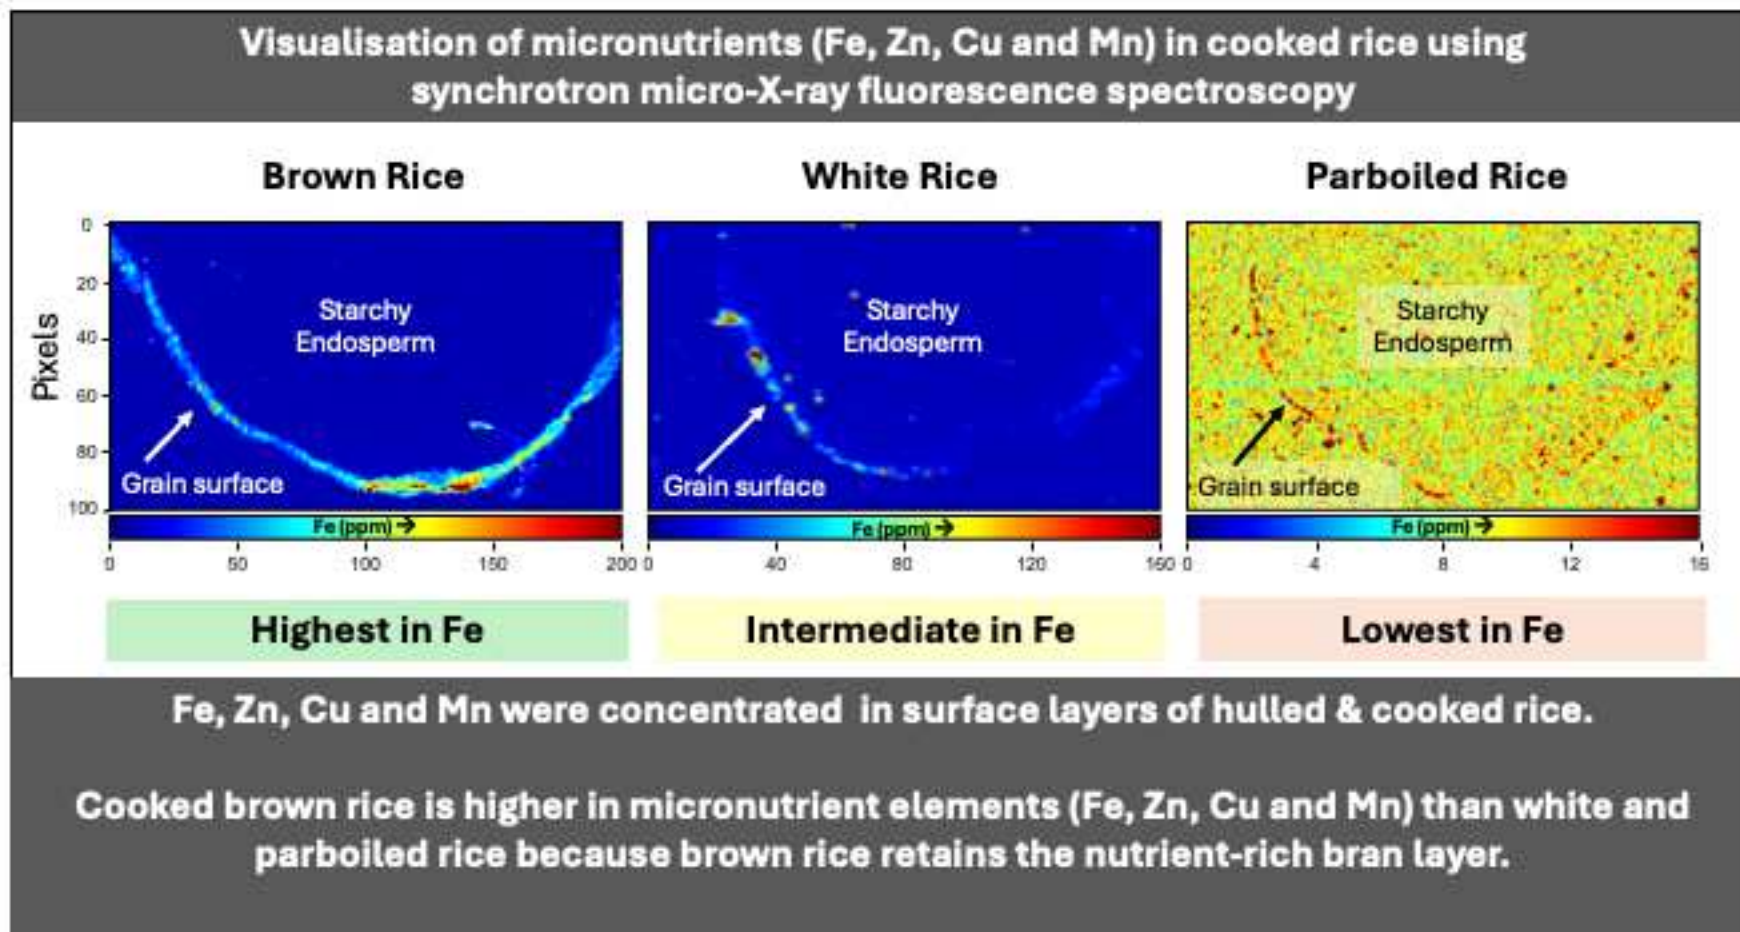 Visualisation of micronutrients (Fe, Zn, Cu and Mn) in cooked rice using
synchrotron micro-X-ray fluorescence spectroscopy
Brown Rice
White Rice
Parboiled Rice
Pixels
0
20
40
60
80
100
Starchy
Endosperm
Grain surface
Fe (ppm) →
0 50 100 150 200
Starchy
Endosperm
Grain surface
Fe (ppm) →
0 40 80 120 160
Starchy
Endosperm
Grain surface
Fe (ppm) →
0 4 8 12 16
Highest in Fe
Intermediate in Fe
Lowest in Fe
Fe, Zn, Cu and Mn were concentrated in surface layers of hulled & cooked rice.
Cooked brown rice is higher in micronutrient elements (Fe, Zn, Cu and Mn) than white and
parboiled rice because brown rice retains the nutrient-rich bran layer.